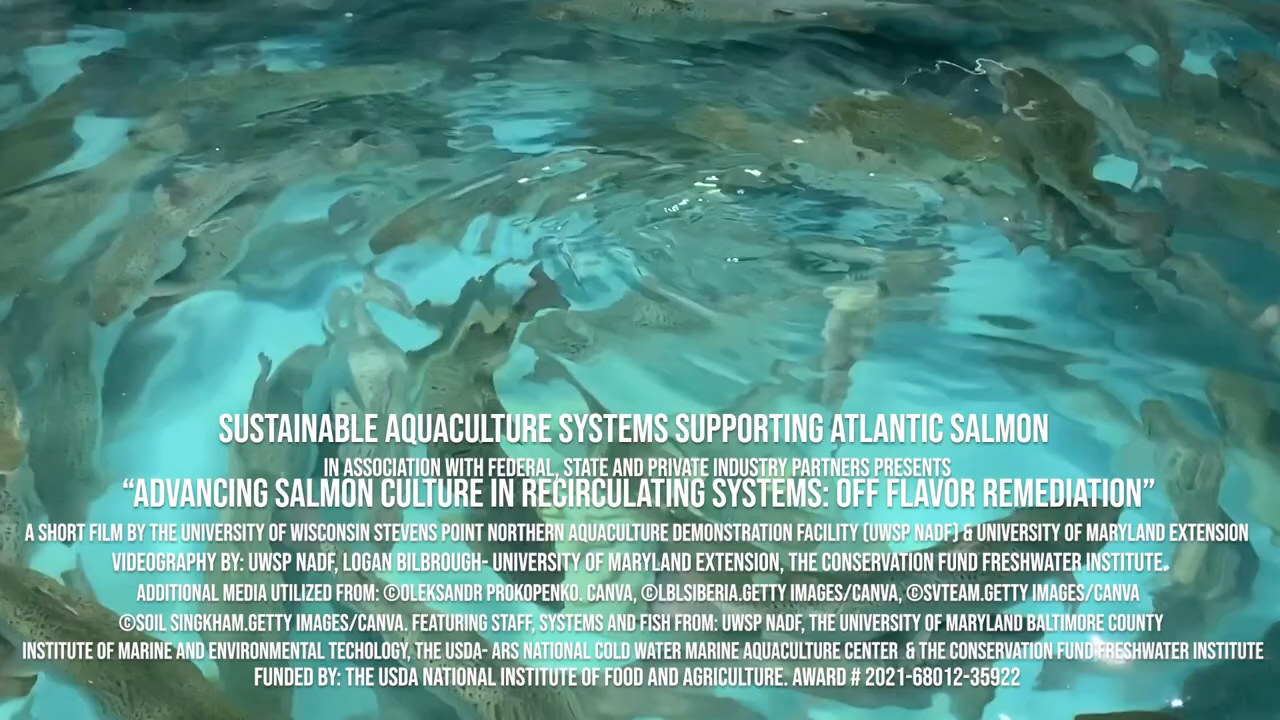 SUSTAINABLE AQUACULTURE SYSTEMS SUPPORTING ATLANTIC SALMON
IN ASSOCIATION WITH FEDERAL, STATE AND PRIVATE INDUSTRY PARTNERS PRESENTS
“ADVANCING SALMON CULTURE IN RECIRCULATING SYSTEMS: OFF FLAVOR REMEDIATION”
A SHORT FILM BY THE UNIVERSITY OF WISCONSIN STEVENS POINT NORTHERN AQUACULTURE DEMONSTRATION FACILITY (UWSP NADF) & UNIVERSITY OF MARYLAND EXTENSION
VIDEOGRAPHY BY: UWSP NADF, LOGAN BILBROUGH- UNIVERSITY OF MARYLAND EXTENSION, THE CONSERVATION FUND FRESHWATER INSTITUTE.
ADDITIONAL MEDIA UTILIZED FROM: ©OLEKSANDR PROKOPENKO. CANVA, ©LBLSIBERIA.GETTY IMAGES/CANVA, ©SVTEAM.GETTY IMAGES/CANVA
©SOIL SINGKHAM.GETTY IMAGES/CANVA. FEATURING STAFF, SYSTEMS AND FISH FROM: UWSP NADF, THE UNIVERSITY OF MARYLAND BALTIMORE COUNTY
INSTITUTE OF MARINE AND ENVIRONMENTAL TECHOLOGY, THE USDA- ARS NATIONAL COLD WATER MARINE AQUACULTURE CENTER & THE CONSERVATION FUND FRESHWATER INSTITUTE
FUNDED BY: THE USDA NATIONAL INSTITUTE OF FOOD AND AGRICULTURE. AWARD # 2021-68012-35922